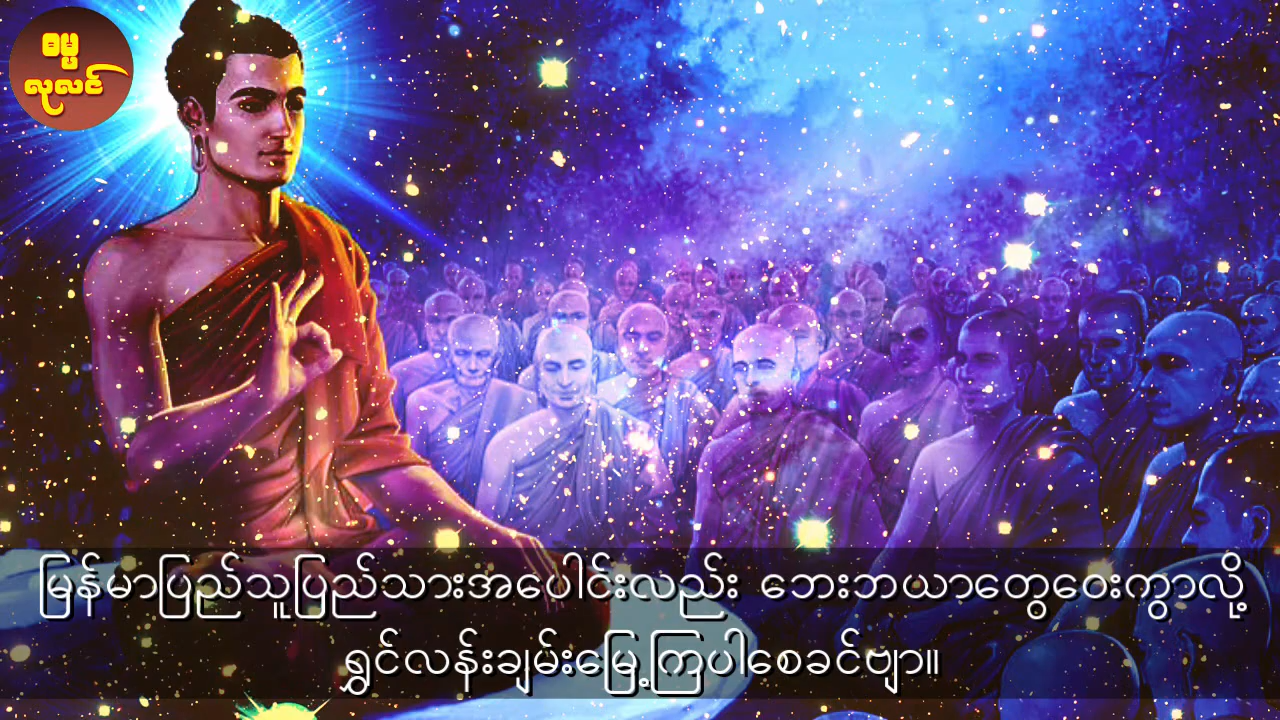 ဓမ္မ
လုလင်
မြန်မာပြည်သူပြည်သားအပေါင်းလည်း ဘေးဘယာတွေဝေးကွာလို့
ရွှင်လန်းချမ်းမြေ့ကြပါစေခင်ဗျာ။